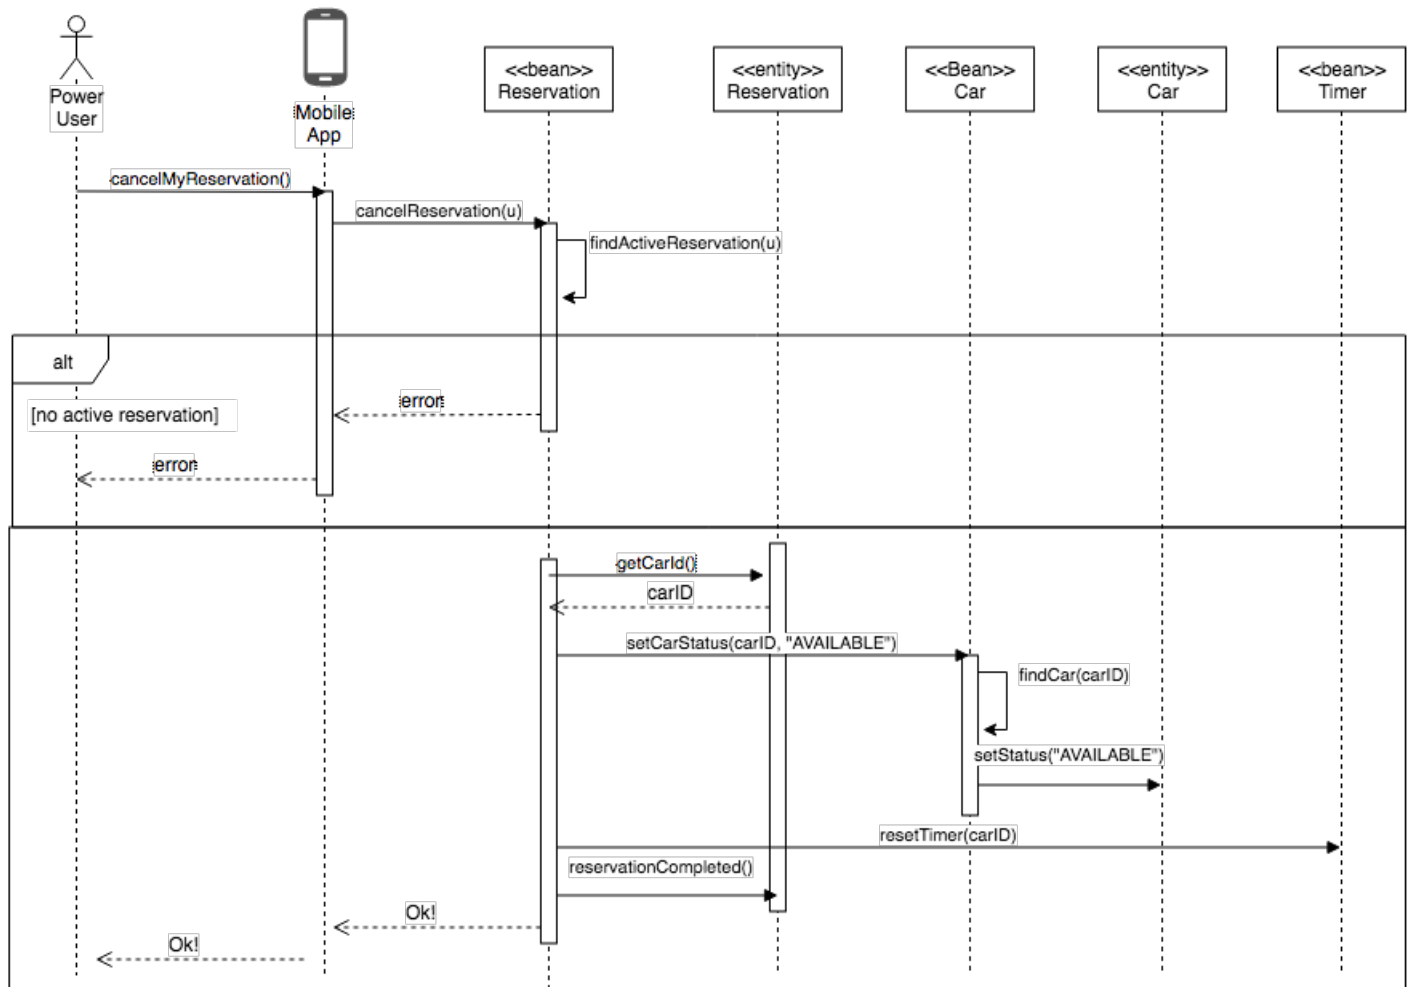 Power
User
Mobile
App
<<bean>>
Reservation
<<entity>>
Reservation
<<Bean>>
Car
<<entity>>
Car
<<bean>>
Timer
cancelMyReservation()
cancelReservation(u)
findActiveReservation(u)
alt
[no active reservation]
error
error
getCarId()
carID
setCarStatus(carID, "AVAILABLE")
findCar(carID)
setStatus("AVAILABLE")
resetTimer(carID)
reservationCompleted()
Ok!
Ok!